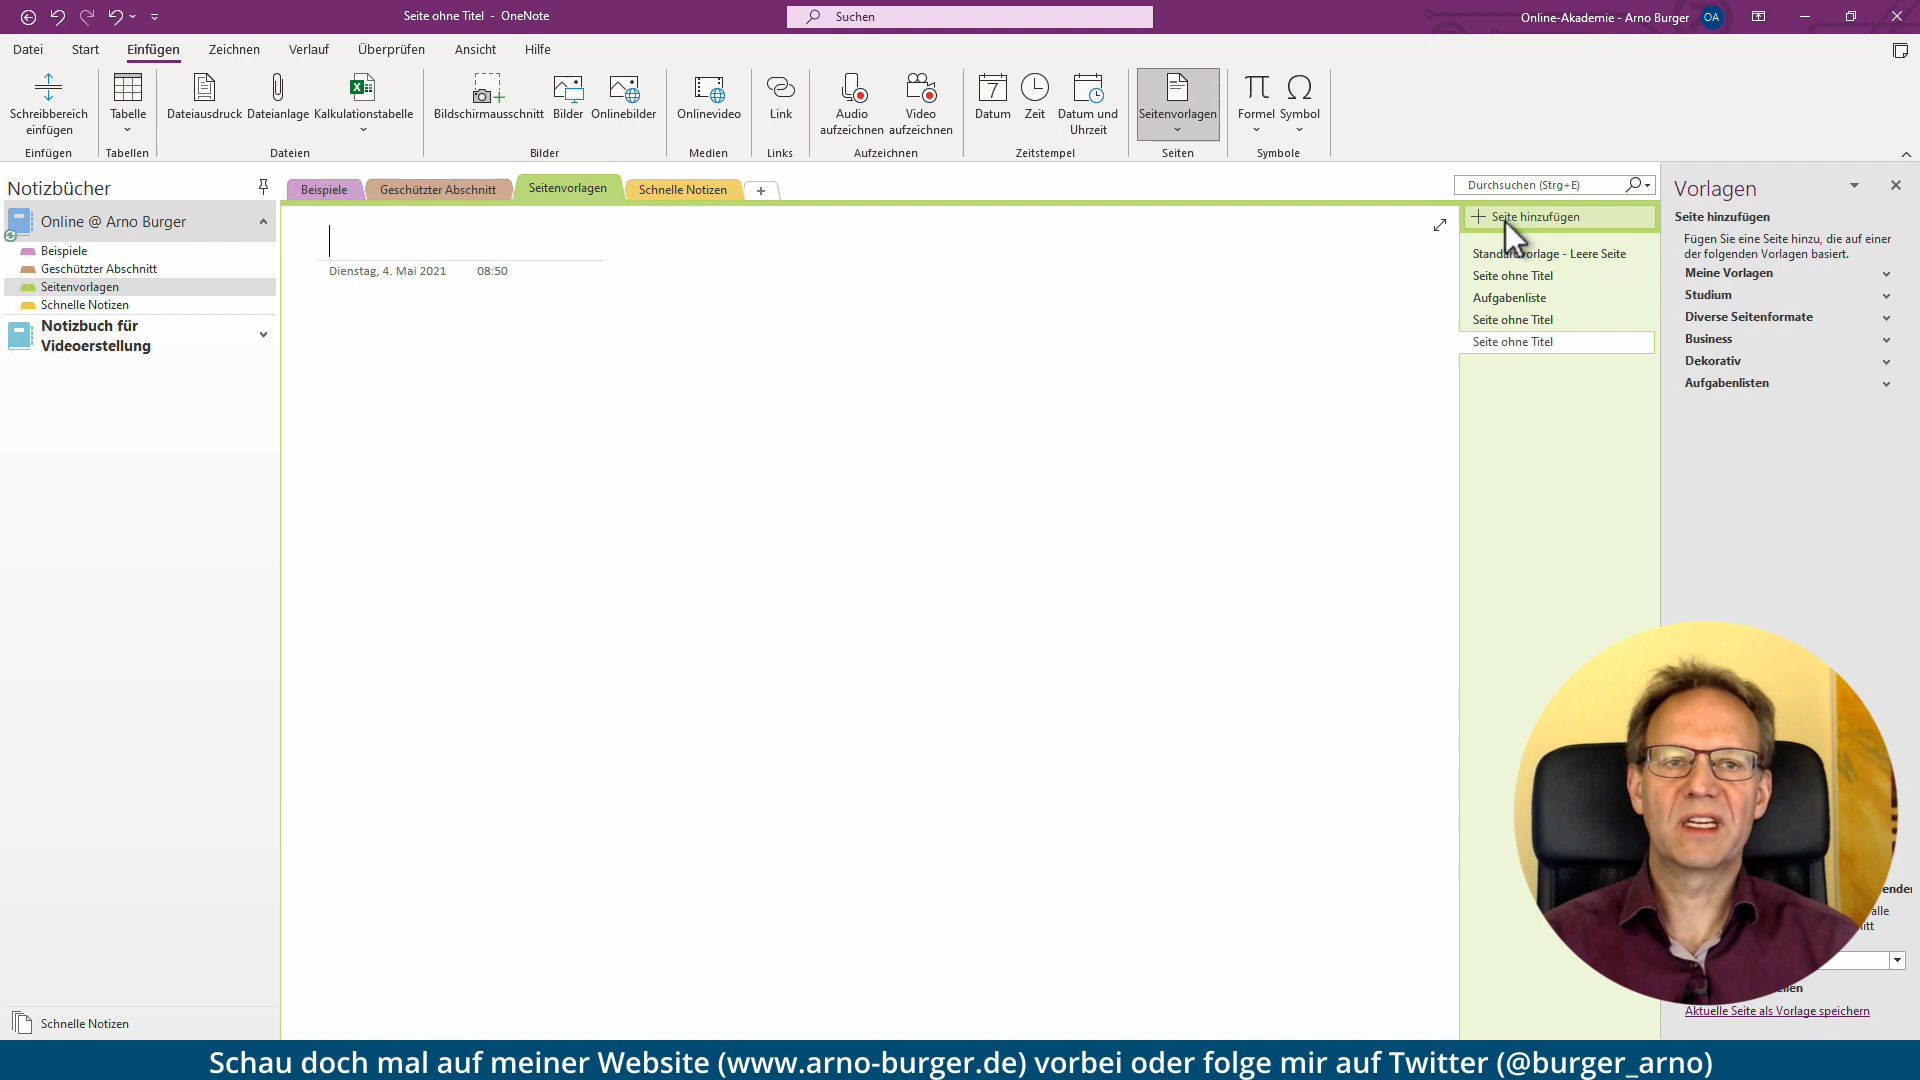 Seite ohne Titel - OneNote
Suchen
Online-Akademie - Arno Burger
OA
Datei
Start
Einfügen
Zeichnen
Verlauf
Überprüfen
Ansicht
Hilfe
Schreibbereich einfügen
Tabelle
Dateiausdruck
Dateianlage
Kalkulationstabelle
Bildschirmausschnitt
Bilder
Onlinebilder
Onlinevideo
Link
Audio aufzeichnen
Video aufzeichnen
7
Datum
Zeit
Datum und Uhrzeit
Seitenvorlagen
Formel
Symbol
Einfügen
Tabellen
Dateien
Bilder
Medien
Links
Aufzeichnen
Zeitstempel
Seiten
Symbole
Notizbücher
Online @ Arno Burger
Beispiele
Geschützter Abschnitt
Seitenvorlagen
Schnelle Notizen
Notizbuch für
Videoerstellung
Schnelle Notizen
Beispiele
Geschützter Abschnitt
Seitenvorlagen
Schnelle Notizen
Durchsuchen (Strg+E)
Dienstag, 4. Mai 2021
08:50
Seite hinzufügen
Standardvorlage - Leere Seite
Seite ohne Titel
Aufgabenliste
Seite ohne Titel
Seite ohne Titel
Vorlagen
Seite hinzufügen
Fügen Sie eine Seite hinzu, die auf einer
der folgenden Vorlagen basiert.
Meine Vorlagen
Studium
Diverse Seitenformate
Business
Dekorativ
Aufgabenlisten
alle
Aktuelle Seite als Vorlage speichern
Schau doch mal auf meiner Website (www.arno-burger.de) vorbei oder folge mir auf Twitter (@burger_arno)